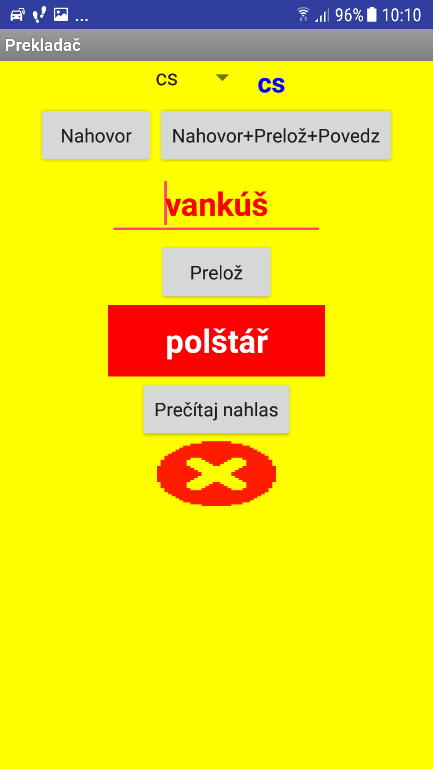 ... 96% 10:10
Prekladač
cs cs
Nahovor Nahovor+Prelož+Povedz
vankúš
Prelož
polštář
Prečítaj nahlas